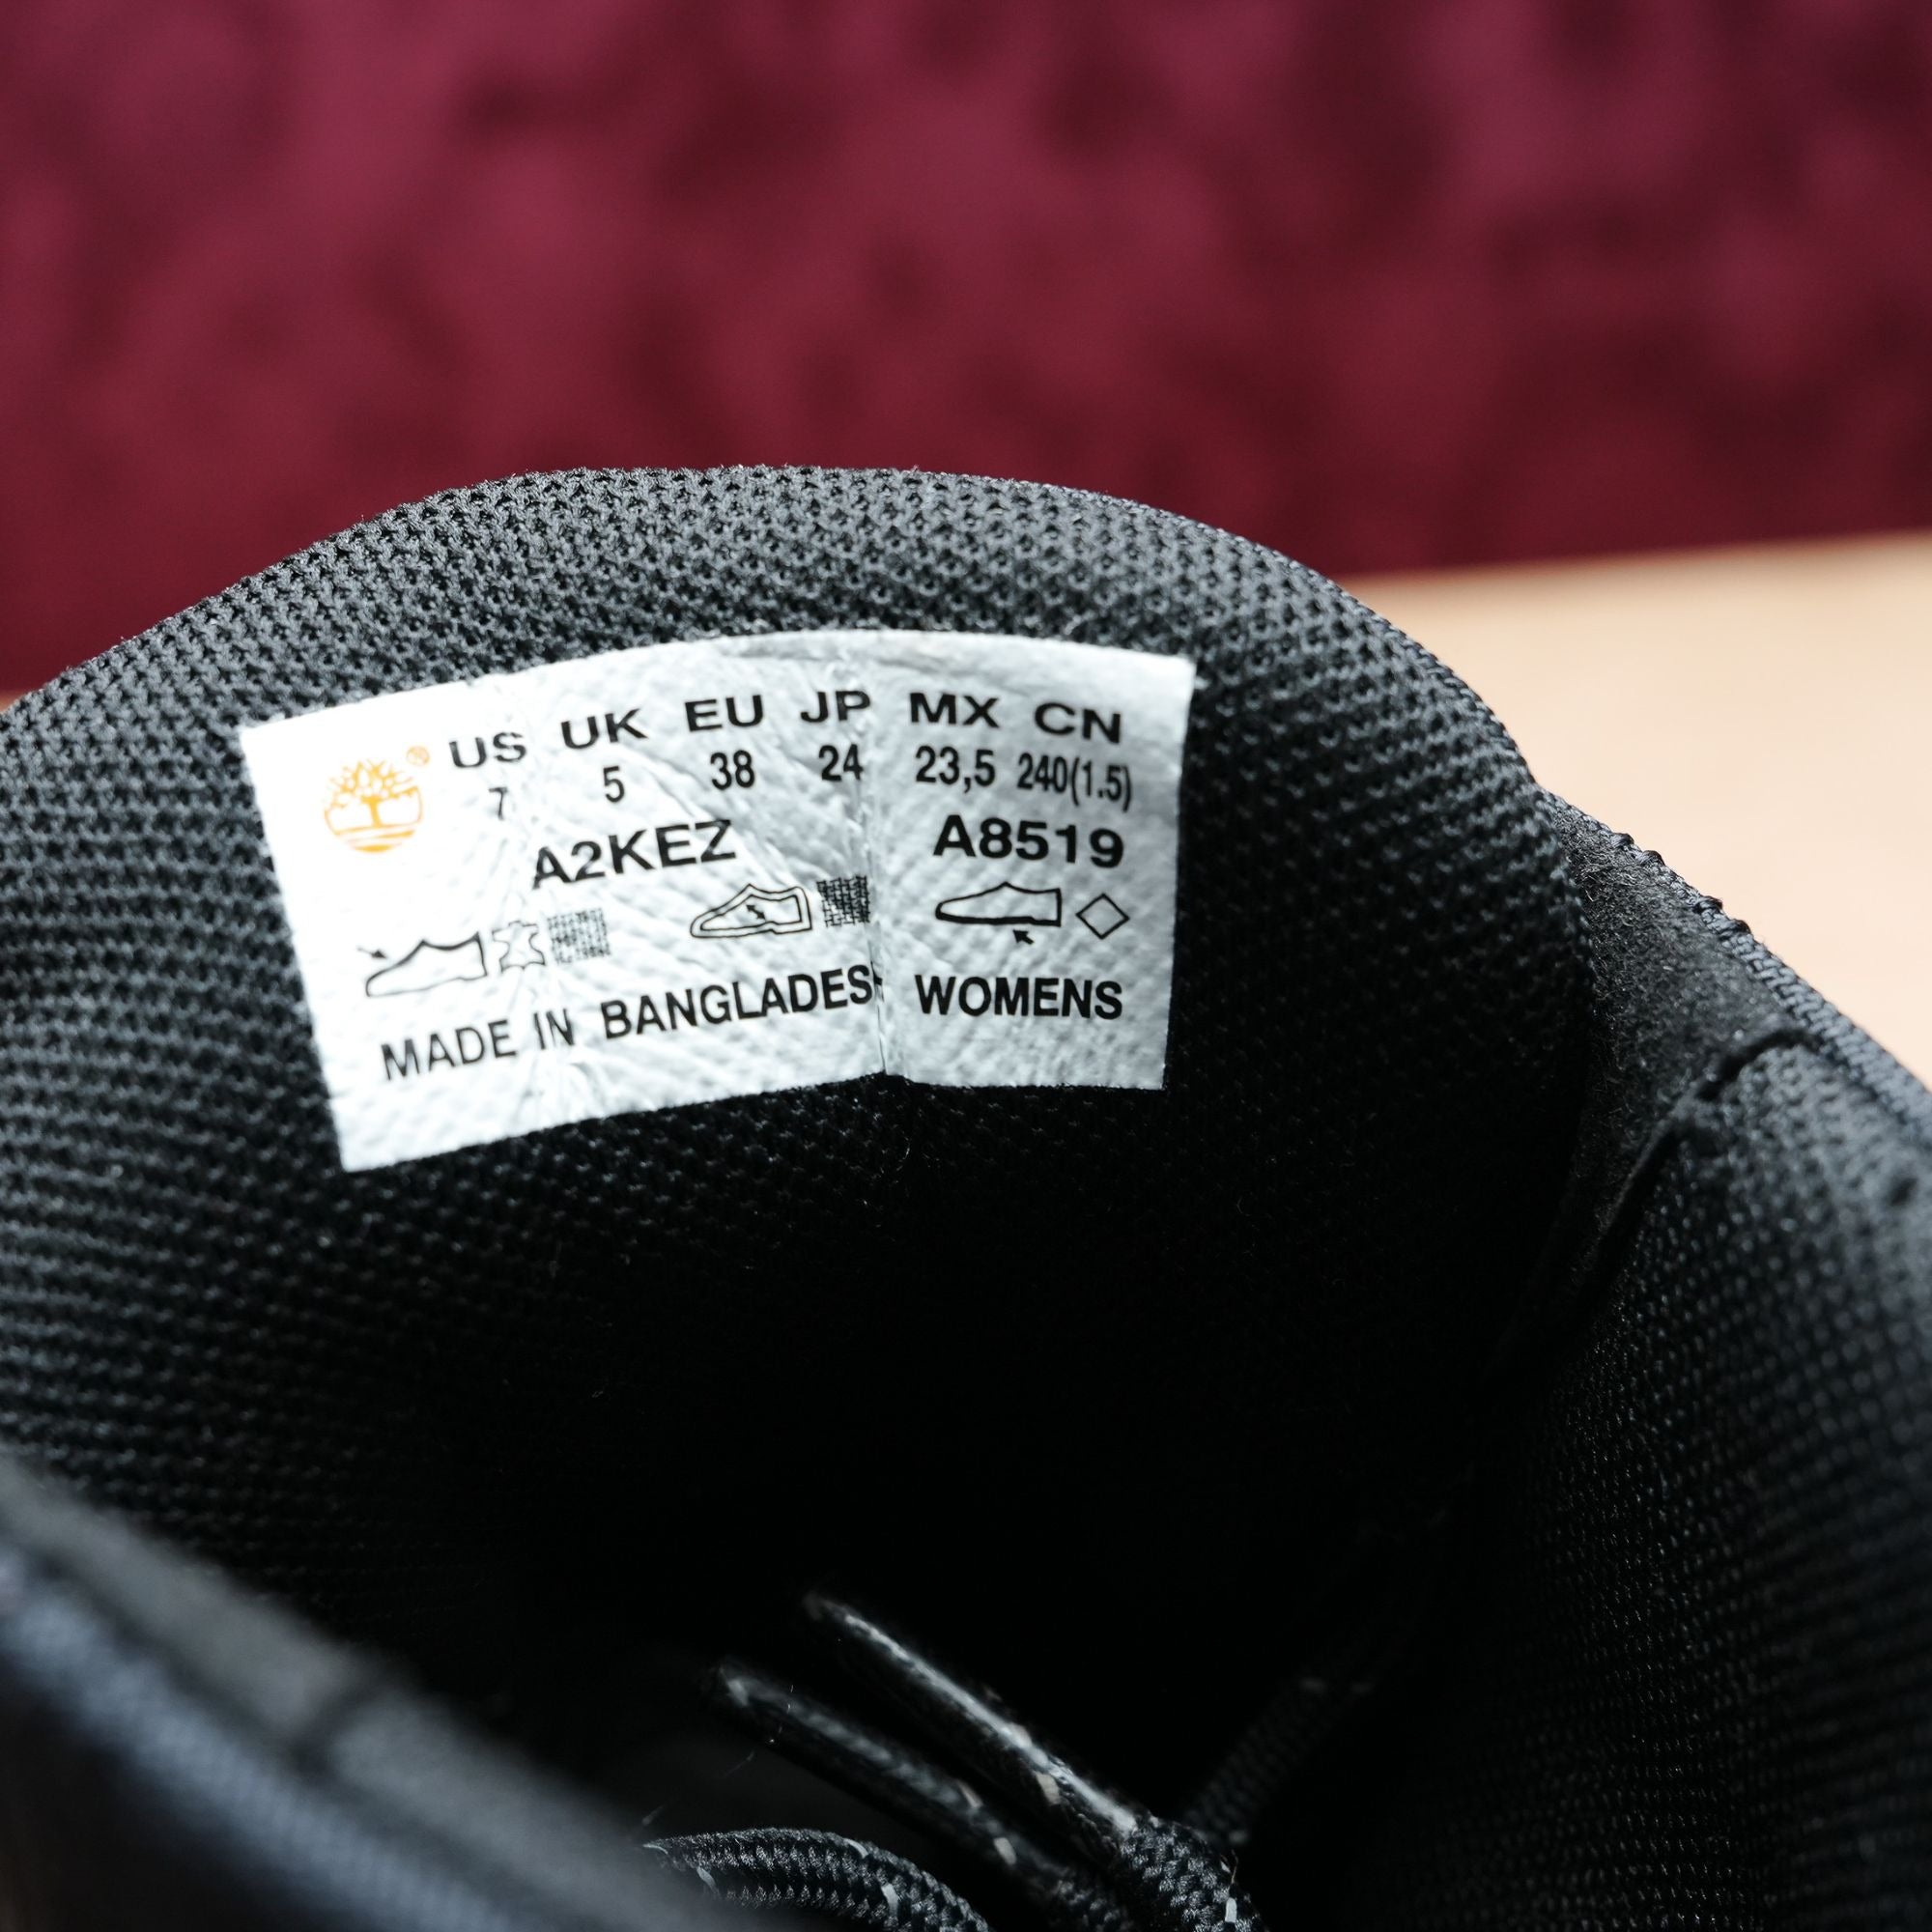 US UK EU JP MX CN
7 5 38 24 23,5 240(1.5)
A2KEZ A8519
MADE IN BANGLADESH WOMENS